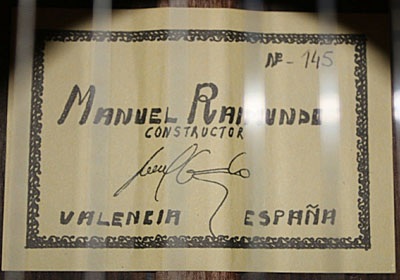 Nº - 145
MANUEL RAIMUNDO
CONSTRUCTOR
VALENCIA ESPAÑA